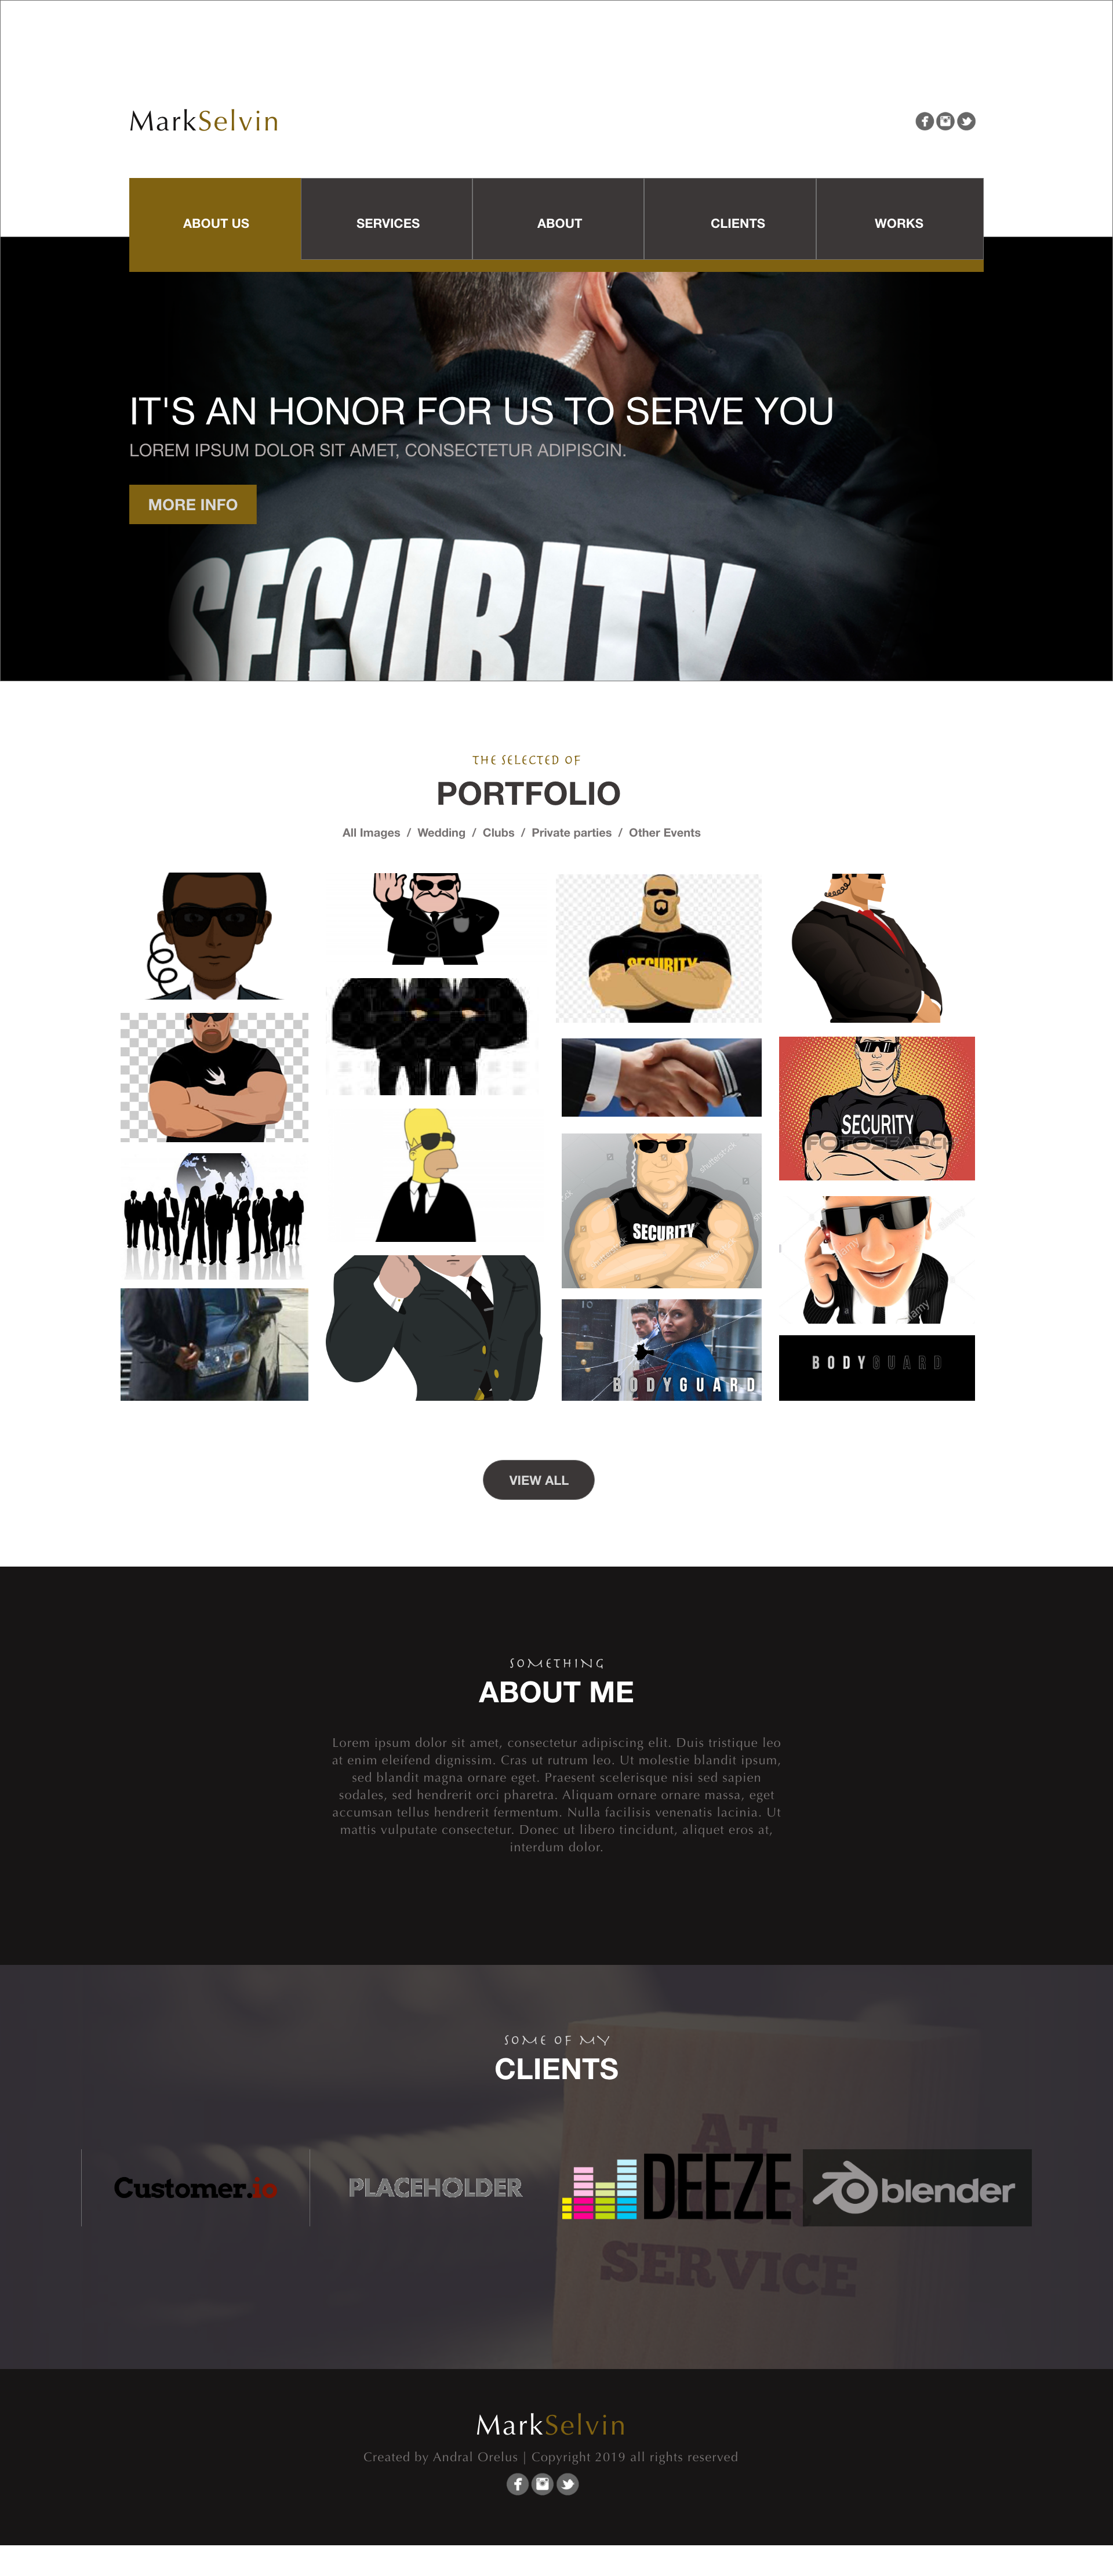 MarkSelvin
ABOUT US
SERVICES
ABOUT
CLIENTS
WORKS
IT'S AN HONOR FOR US TO SERVE YOU
LOREM IPSUM DOLOR SIT AMET, CONSECTETUR ADIPISCIN.
MORE INFO
SECURITY
THE SELECTED OF
PORTFOLIO
All Images / Wedding / Clubs / Private parties / Other Events
SECURITY
SECURITY
FOTOSEARCH
shutterstock
SECURITY
alamy
alamy
10
BODYGUARD
BODYGUARD
VIEW ALL
SOMETHING
ABOUT ME
Lorem ipsum dolor sit amet, consectetur adipiscing elit. Duis tristique leo
at enim eleifend dignissim. Cras ut rutrum leo. Ut molestie blandit ipsum,
sed blandit magna ornare eget. Praesent scelerisque nisi sed sapien
sodales, sed hendrerit orci pharetra. Aliquam ornare ornare massa, eget
accumsan tellus hendrerit fermentum. Nulla facilisis venenatis lacinia. Ut
mattis vulputate consectetur. Donec ut libero tincidunt, aliquet eros at,
interdum dolor.
SOME OF MY
CLIENTS
AT
Customer.io
PLACEHOLDER
DEEZE
blender
SERVICE
MarkSelvin
Created by Andral Orelus | Copyright 2019 all rights reserved